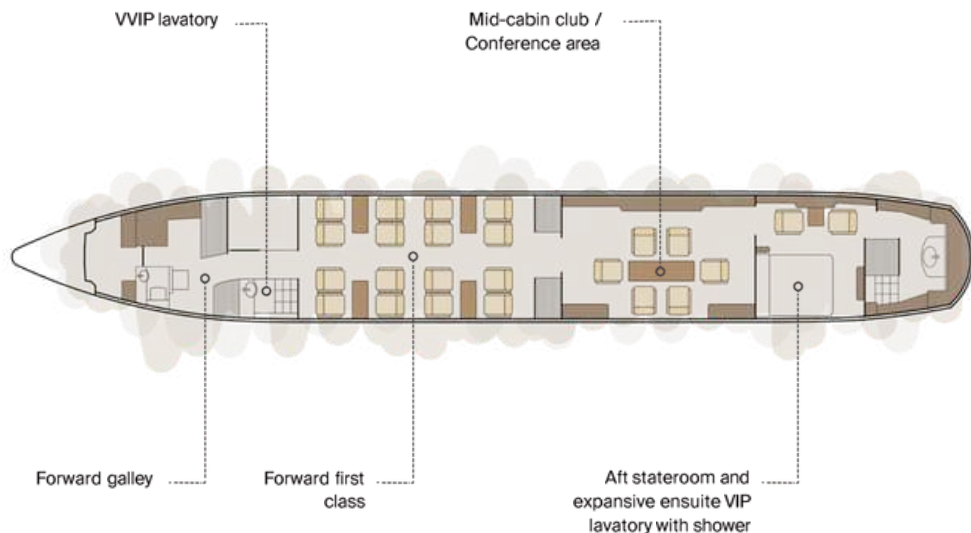 VVIP lavatory
Mid-cabin club /
Conference area
Forward galley
Forward first
class
Aft stateroom and
expansive ensuite VIP
lavatory with shower